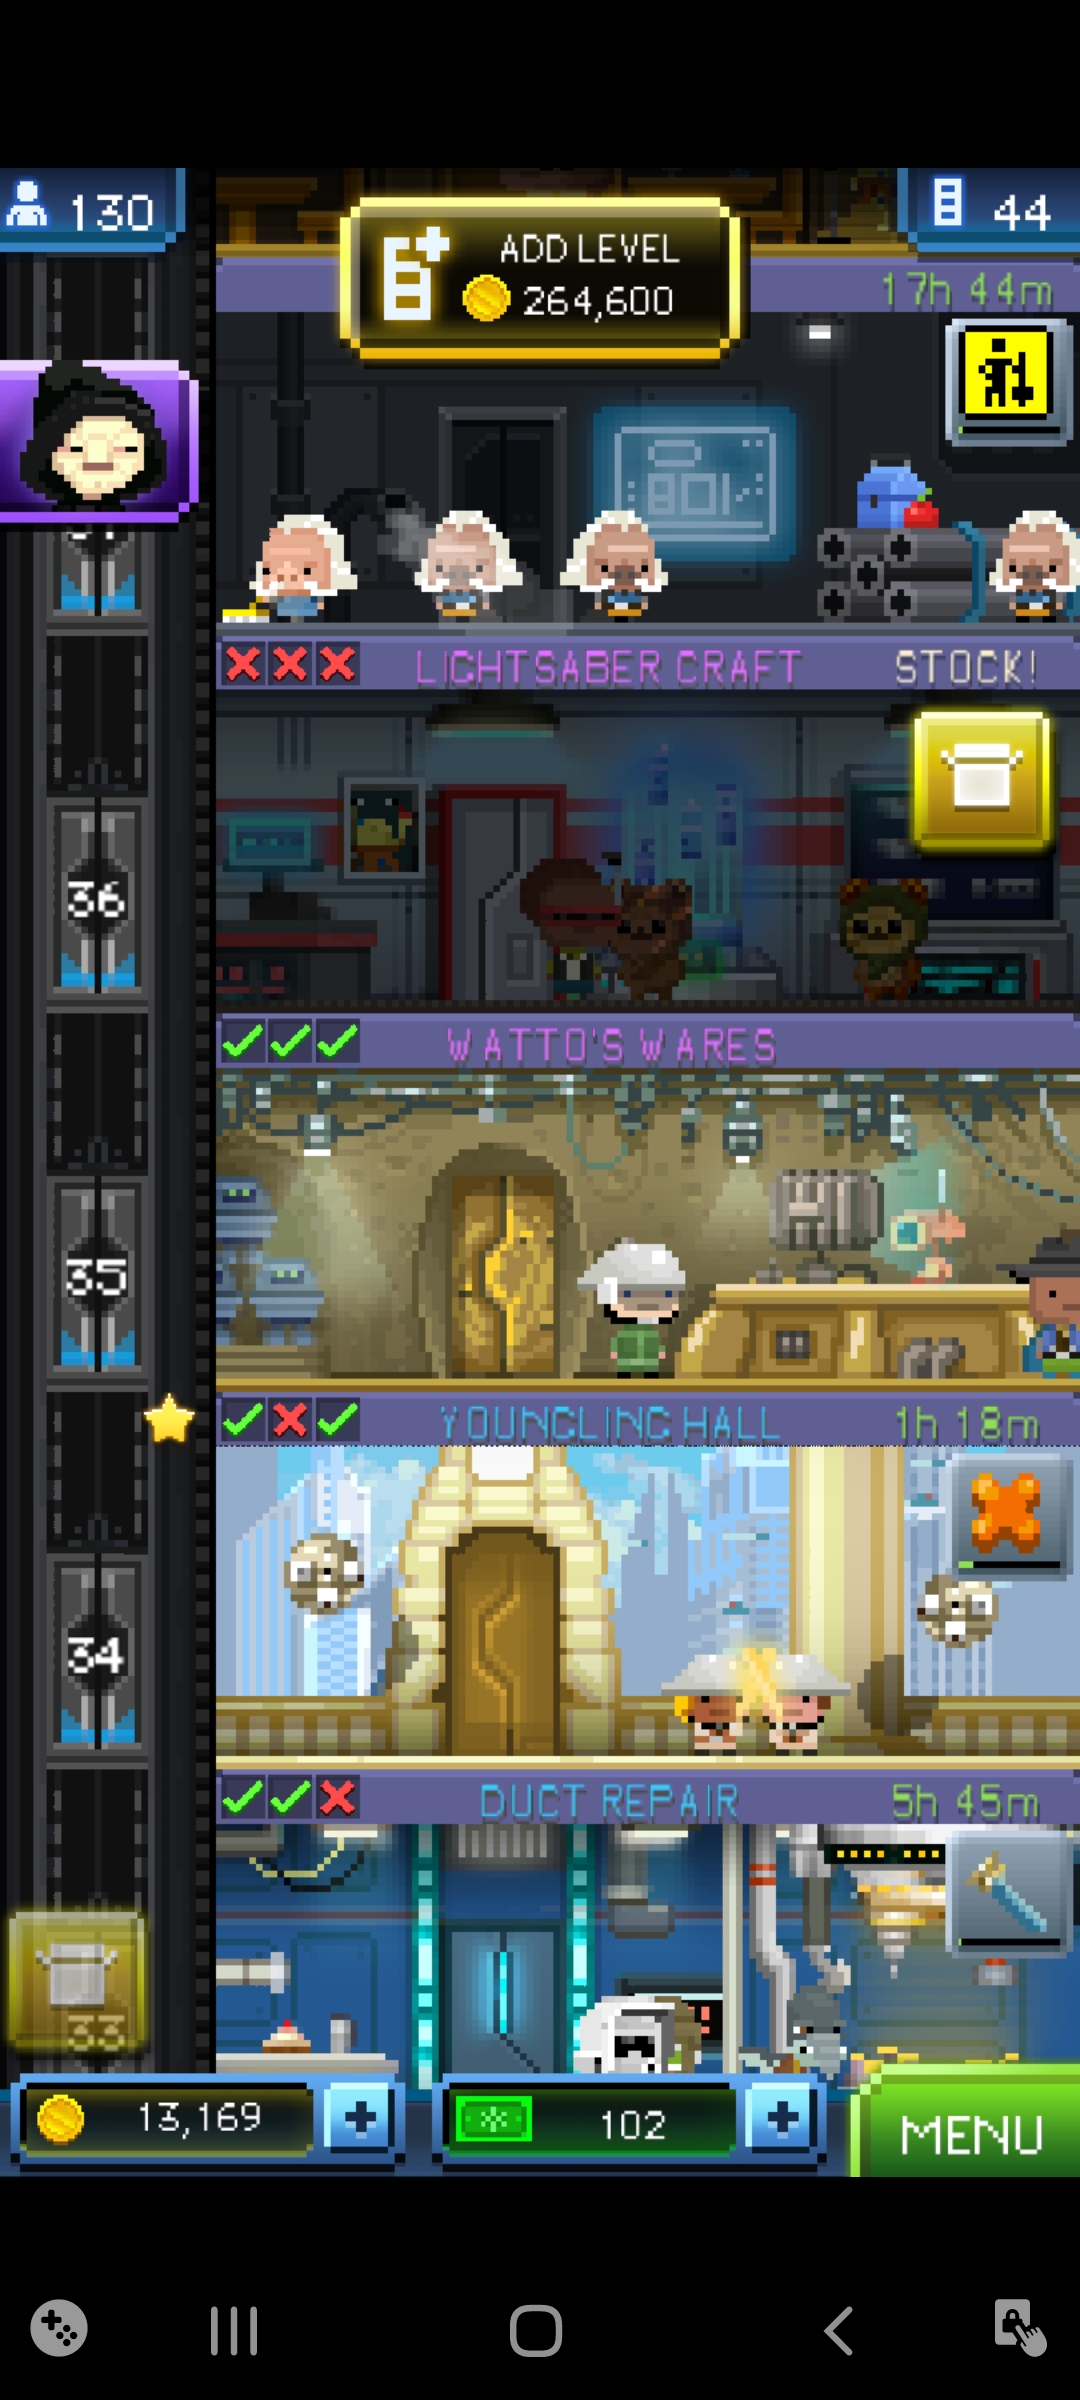 130
44
ADD LEVEL
264,600
17h 44m
LIGHTSABER CRAFT STOCK!
36
WATTO'S WARES
35
YOUNGLING HALL 1h 18m
34
DUCT REPAIR 5h 45m
33
13,169
102
MENU